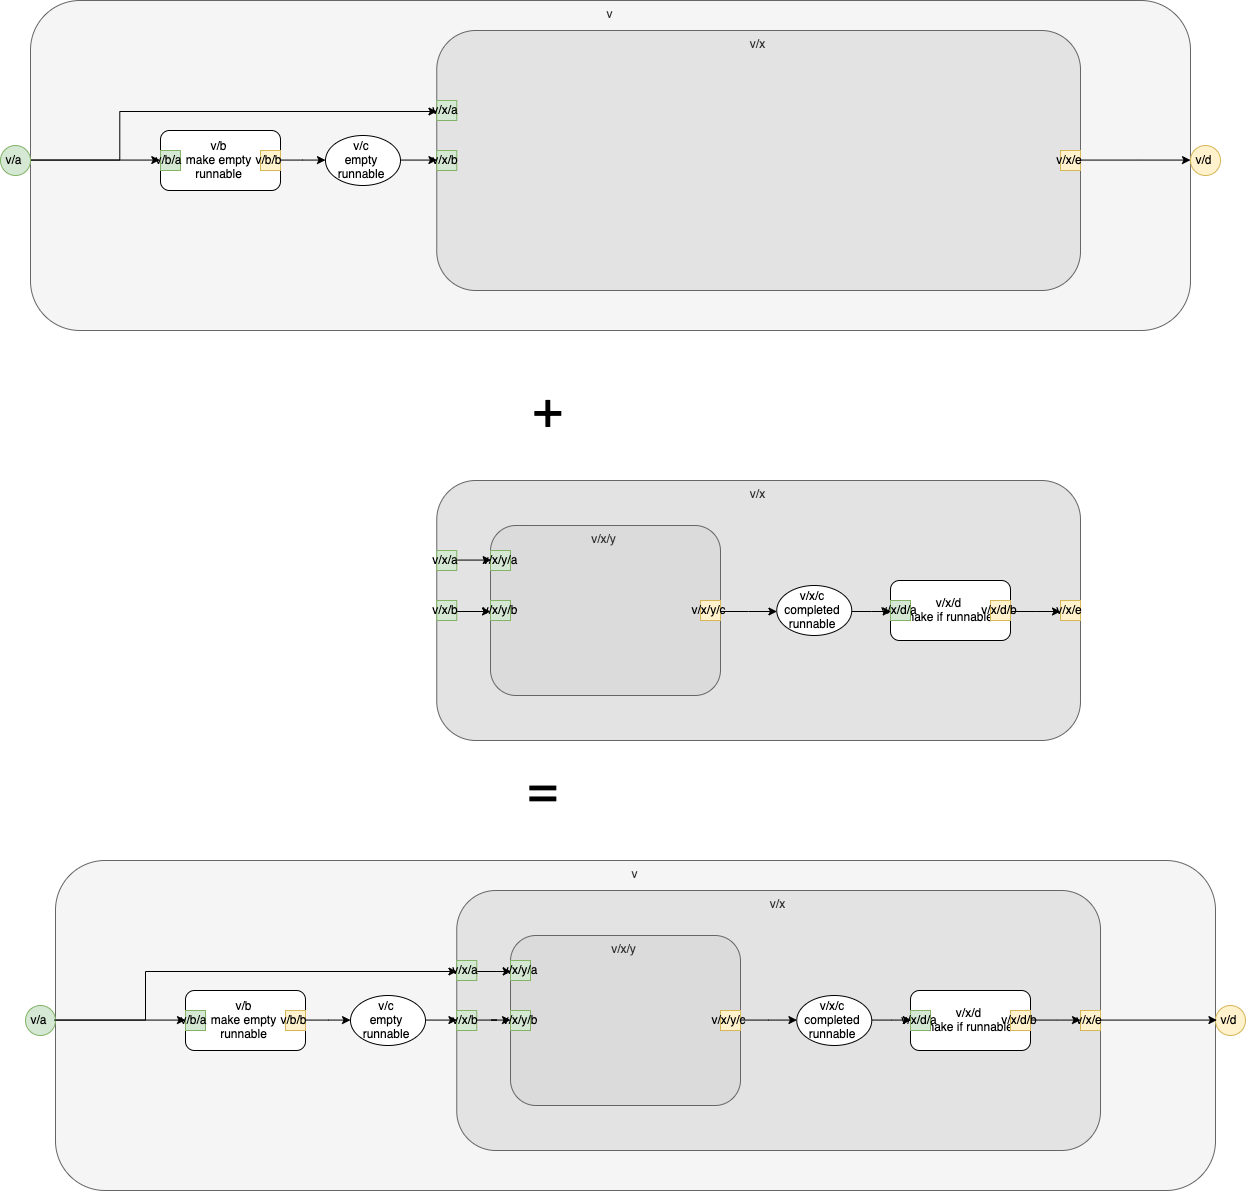 v
v/x
v/x/a
v/a
v/b/a
v/b
make empty
runnable
v/b/b
v/c
empty
runnable
v/x/b
v/x/e
v/d
+
v/x
v/x/y
v/x/a
v/x/y/a
v/x/b
v/x/y/b
v/x/y/c
v/x/c
completed
runnable
v/x/d/a
v/x/d
make if runnable
v/x/d/b
v/x/e
=
v
v/x
v/x/y
v/x/a
v/x/y/a
v/a
v/b/a
v/b
make empty
runnable
v/b/b
v/c
empty
runnable
v/x/b
v/x/y/b
v/x/y/c
v/x/c
completed
runnable
v/x/d/a
v/x/d
make if runnable
v/x/d/b
v/x/e
v/d